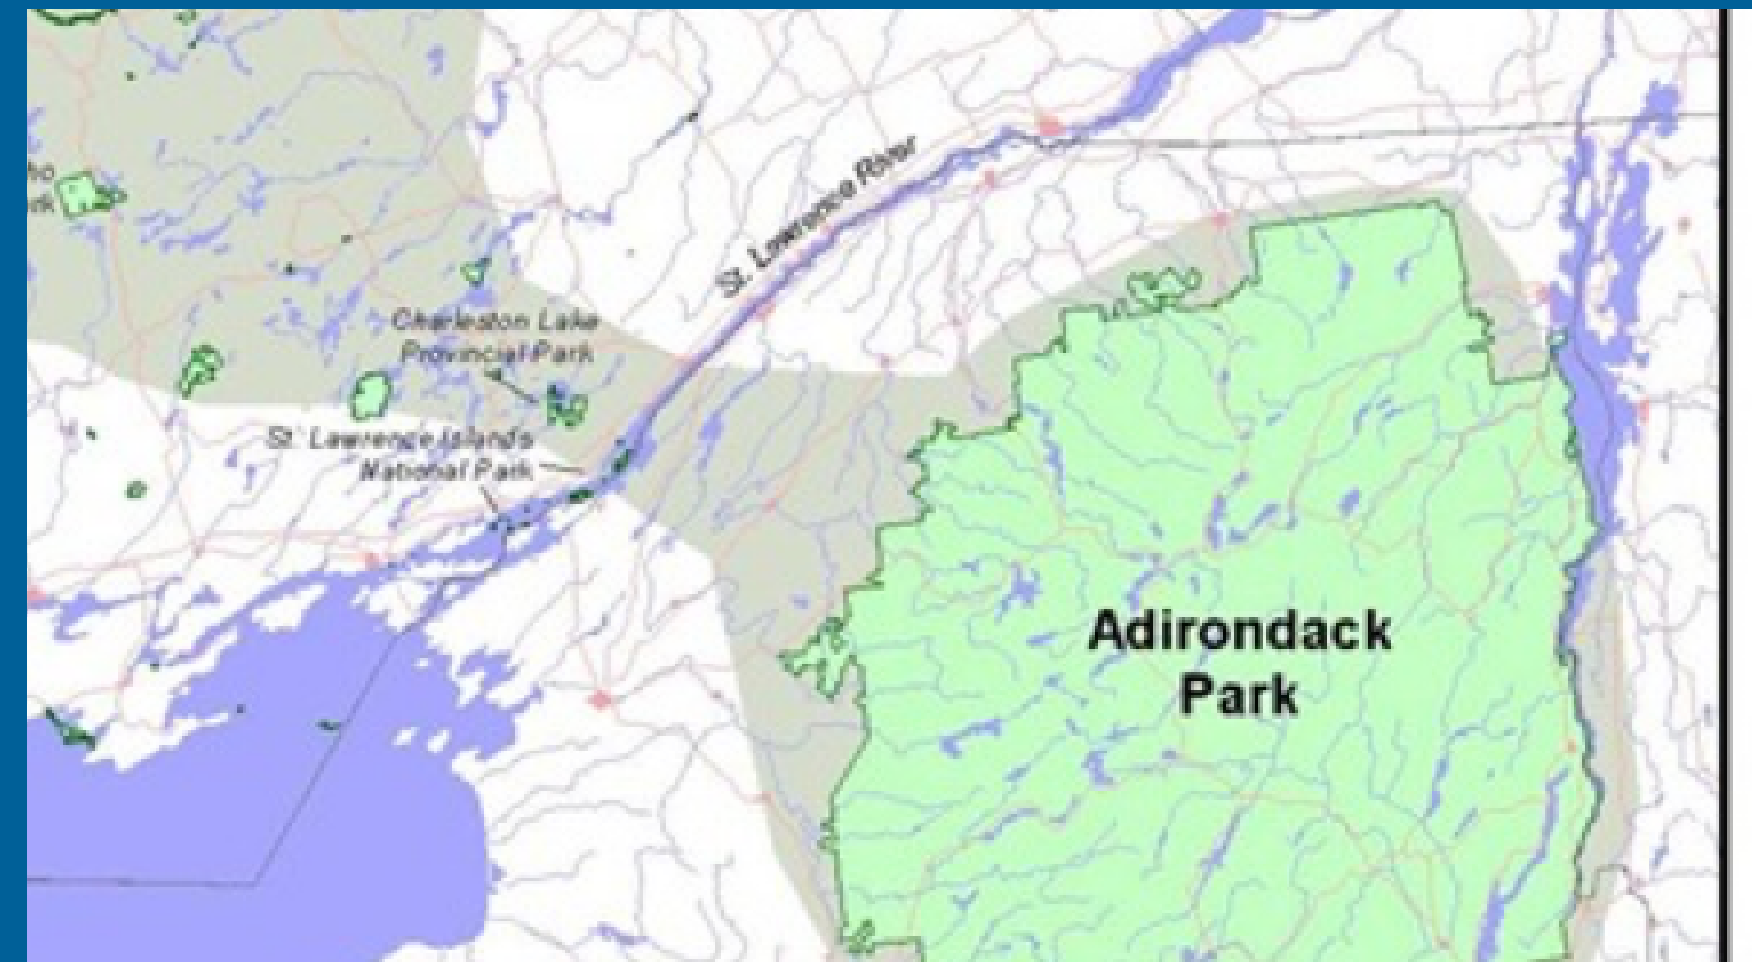 St. Lawrence River
Charleston Lake
Provincial Park
St. Lawrence Islands
National Park
Adirondack
Park